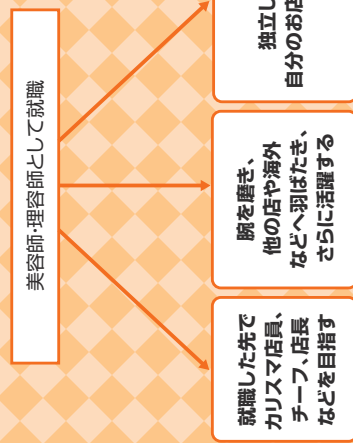 美容師・理容師として就職
就職した先で
カリスマ店員、
チーフ、店長
などを目指す
腕を磨き、
他の店や海外
などへ羽ばたき、
さらに活躍する
独立し
自分のお店